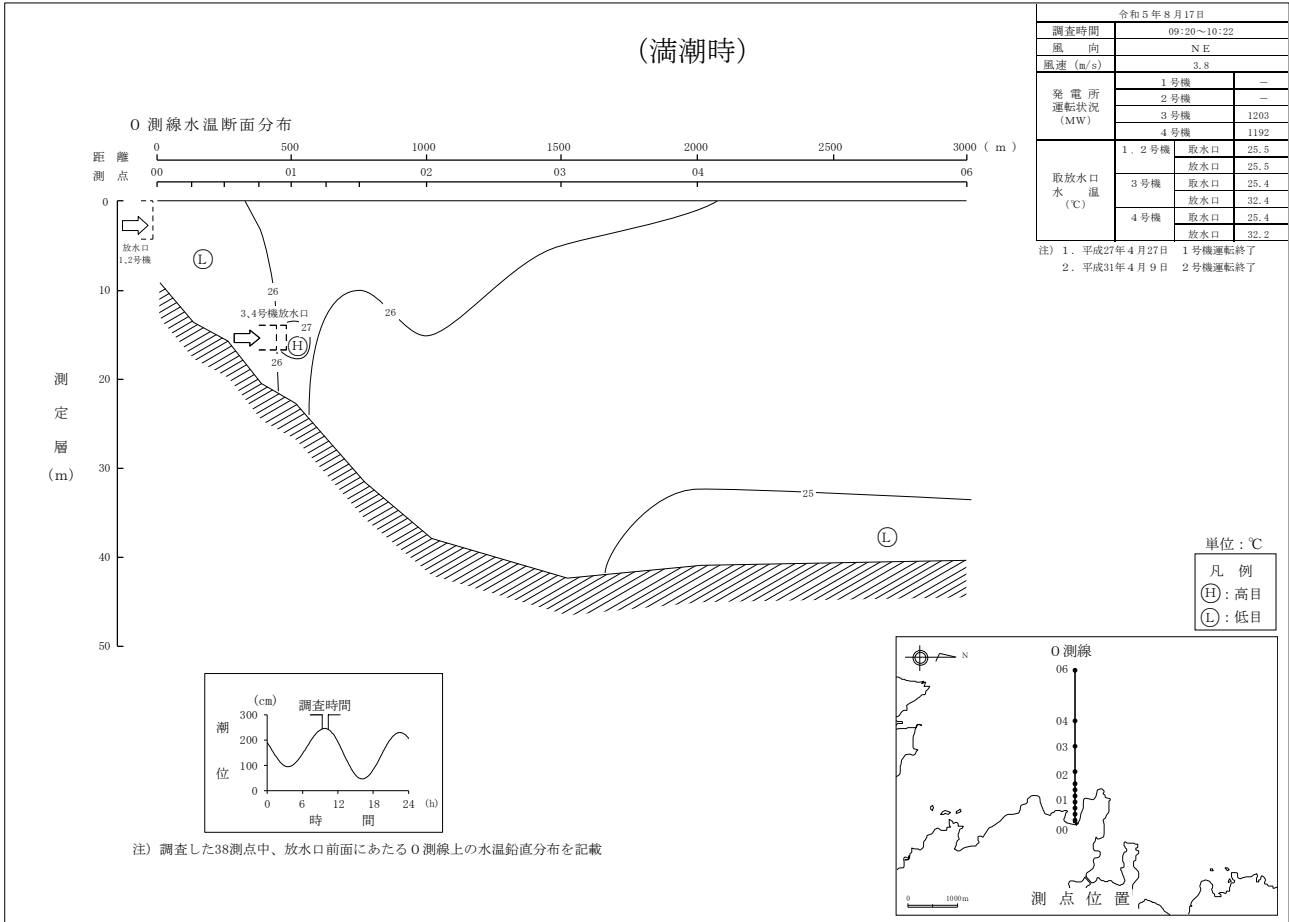 (満潮時)
令和5年8月17日
調査時間 09:20～10:22
風 向 NE
風速 (m/s) 3.8
発電所 運転状況 (MW)
1号機 －
2号機 －
3号機 1203
4号機 1192
取放水口 水 温 (℃)
1, 2号機 取水口 25.5
放水口 25.5
3号機 取水口 25.4
放水口 32.4
4号機 取水口 25.4
放水口 32.2
注) 1. 平成27年4月27日 1号機運転終了
2. 平成31年4月9日 2号機運転終了
0測線水温断面分布
距離 0 500 1000 1500 2000 2500 3000 (m)
測点 00 01 02 03 04 06
0
放水口
1,2号機
L
10
26
3,4号機放水口
27
26
H
26
20
測定層 (m)
30
25
40
L
50
単位：℃
凡 例
H：高目
L：低目
(cm)
調査時間
潮位
300
200
100
0
0 6 12 18 24 (h)
時 間
注) 調査した38測点中、放水口前面にあたる0測線上の水温鉛直分布を記載
N
0測線
06
04
03
02
01
00
0 1000m
測点位置